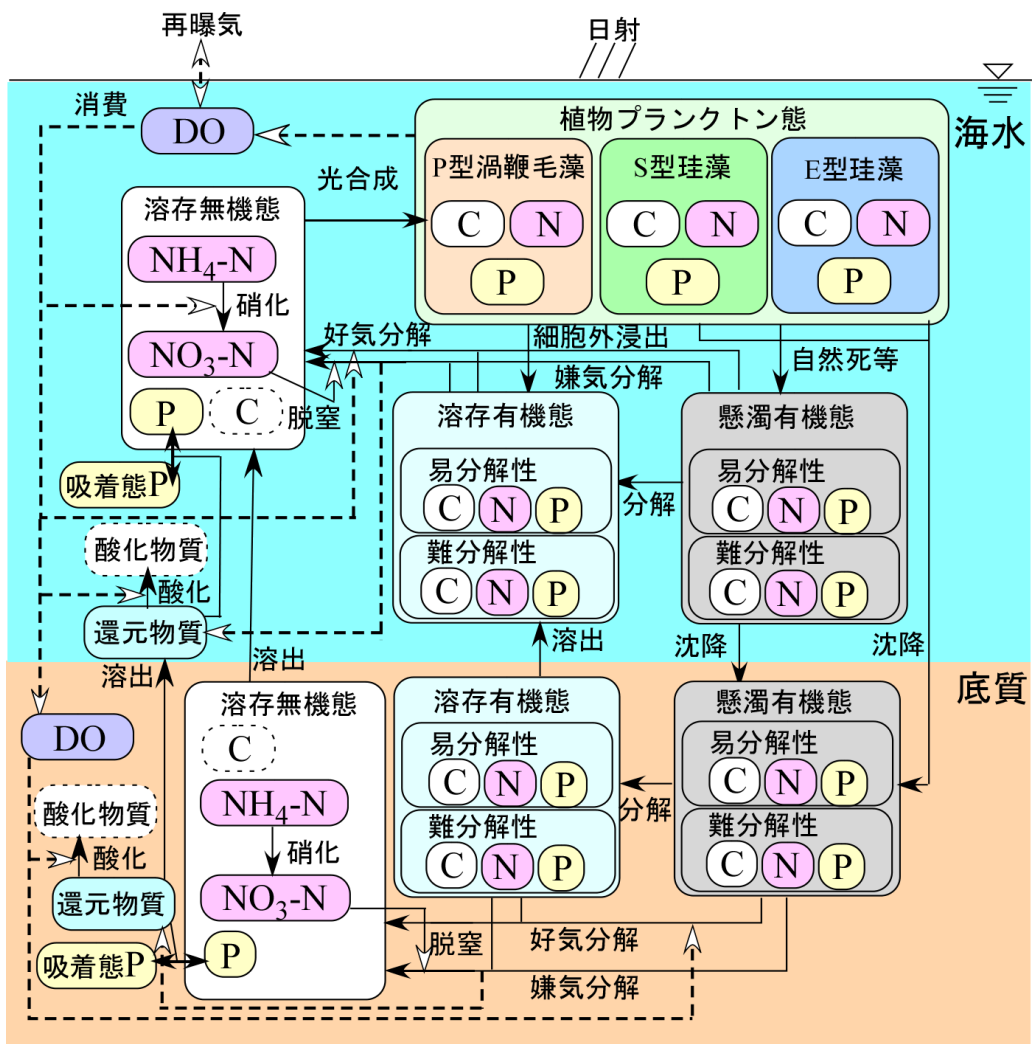 再曝気
日射
消費
DO
植物プランクトン態
海水
光合成
P型渦鞭毛藻
S型珪藻
E型珪藻
C N
P
C N
P
C N
P
溶存無機態
NH4-N
硝化
NO3-N
P C
脱窒
好気分解
細胞外浸出
嫌気分解
自然死等
吸着態P
溶存有機態
易分解性
C N P
難分解性
C N P
分解
懸濁有機態
易分解性
C N P
難分解性
C N P
酸化物質
酸化
還元物質
溶出
溶出
溶出
沈降
沈降
底質
DO
溶存無機態
C
NH4-N
硝化
NO3-N
P
溶存有機態
易分解性
C N P
難分解性
C N P
分解
懸濁有機態
易分解性
C N P
難分解性
C N P
酸化物質
酸化
還元物質
吸着態P
脱窒
好気分解
嫌気分解